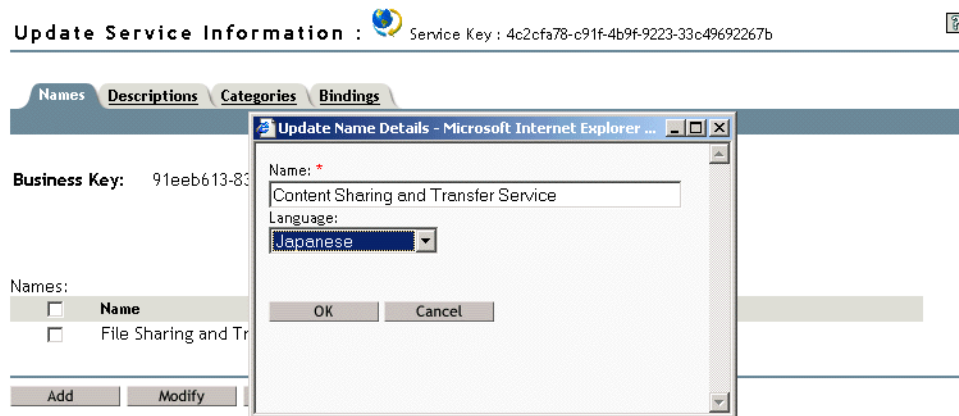 Update Service Information : Service Key : 4c2cfa78-c91f-4b9f-9223-33c49692267b
Names Descriptions Categories Bindings
Update Name Details - Microsoft Internet Explorer ...
Business Key: 91eeb613-83
Name: *
Content Sharing and Transfer Service
Language:
Japanese
OK Cancel
Names:
Name
File Sharing and Tr
Add Modify